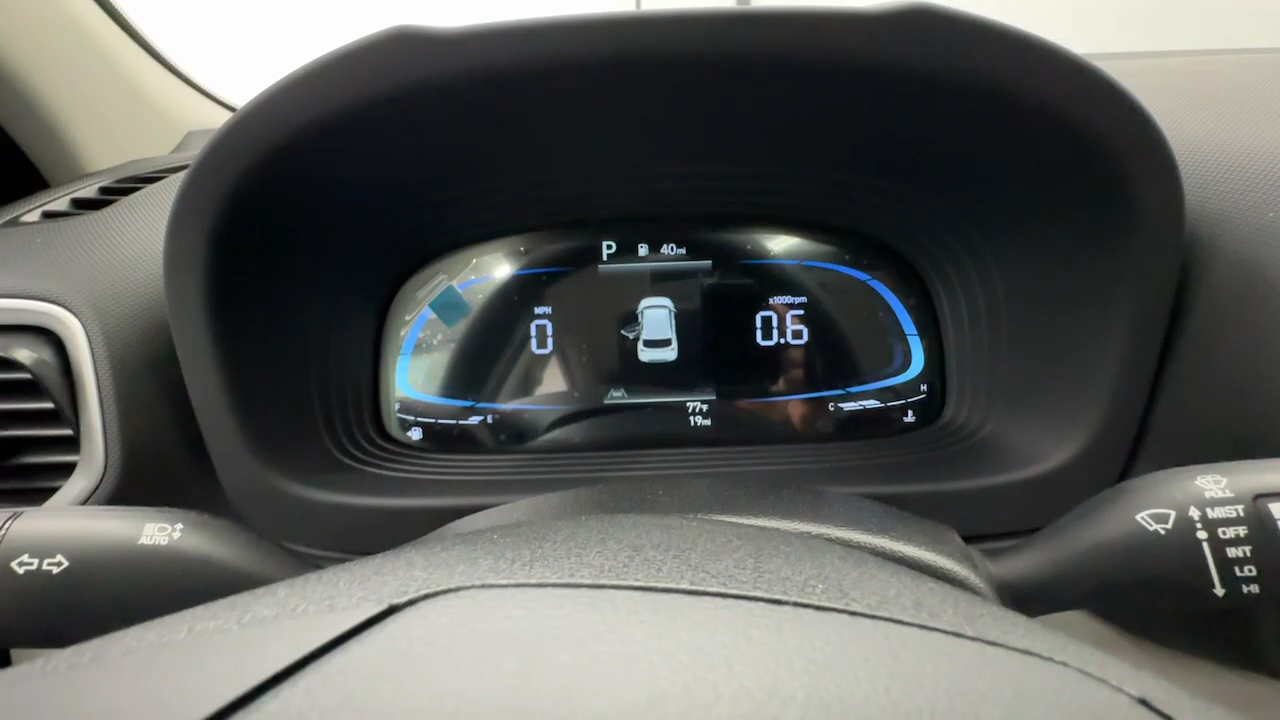 P 40mi
MPH
0
x1000rpm
0.6
77°F
19mi
F E
C H
AUTO
PULL
MIST
OFF
INT
LO
HI